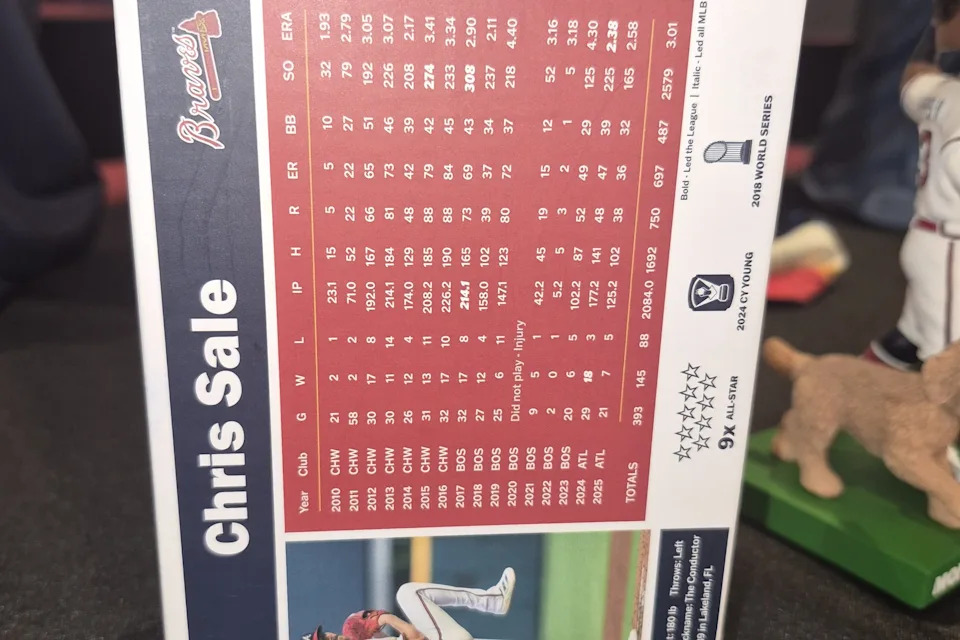 Chris Sale
Braves
Year Club G W L IP H R ER BB SO ERA
2010 CHW 21 2 1 23.1 15 5 5 10 32 1.93
2011 CHW 58 2 2 71.0 52 22 22 27 79 2.79
2012 CHW 30 17 8 192.0 167 66 65 51 192 3.05
2013 CHW 30 11 14 214.1 184 81 73 46 226 3.07
2014 CHW 26 12 4 174.0 129 48 42 39 208 2.17
2015 CHW 31 13 11 208.2 185 88 79 42 274 3.41
2016 CHW 32 17 10 226.2 190 88 84 45 233 3.34
2017 BOS 32 17 8 214.1 165 73 69 43 308 2.90
2018 BOS 27 12 4 158.0 102 39 37 34 237 2.11
2019 BOS 25 6 11 147.1 123 80 72 37 218 4.40
2020 BOS Did not play - Injury
2021 BOS 9 5 1 42.2 45 19 15 12 52 3.16
2022 BOS 2 0 1 5.2 5 3 2 1 5 3.18
2023 BOS 20 6 5 102.2 87 52 49 29 125 4.30
2024 ATL 29 18 3 177.2 141 48 47 39 225 2.38
2025 ATL 21 7 5 125.2 102 38 36 32 165 2.58
TOTALS 393 145 88 2084.0 1692 750 697 487 2579 3.01
Bold - Led the League | Italic - Led all MLB
9x ALL-STAR
2024 CY YOUNG
2018 WORLD SERIES
180 lb Throws: Left
The Conductor
in Lakeland, FL